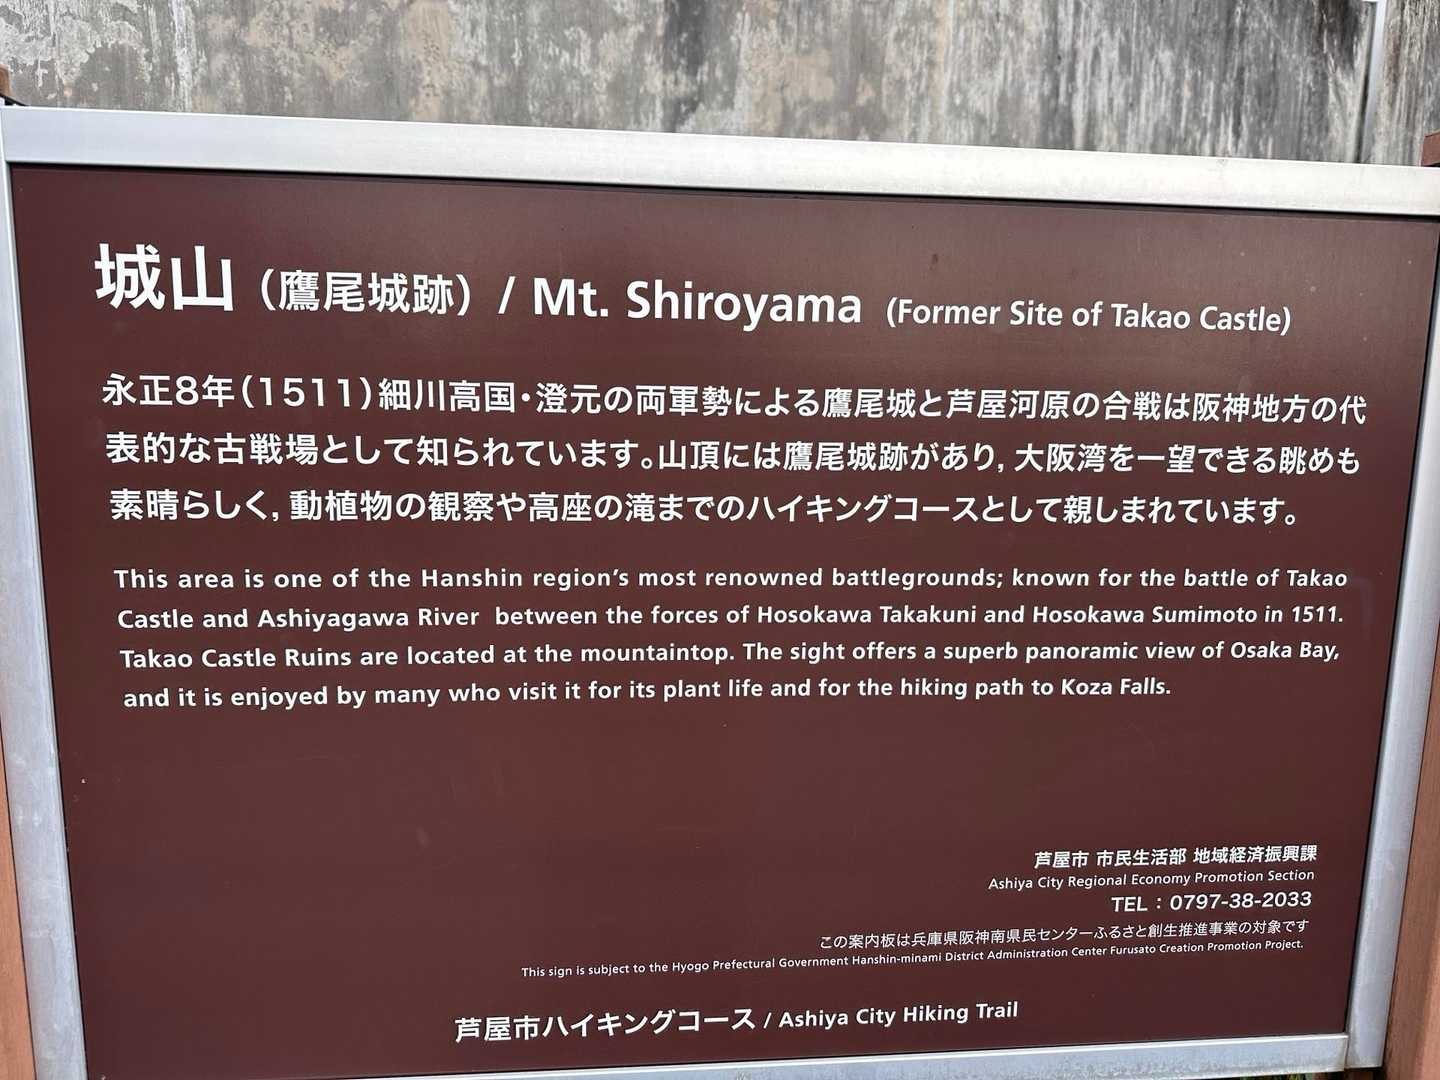 城山（鷹尾城跡）/ Mt. Shiroyama (Former Site of Takao Castle)
永正8年（1511）細川高国・澄元の両軍勢による鷹尾城と芦屋河原の合戦は阪神地方の代
表的な古戦場として知られています。山頂には鷹尾城跡があり，大阪湾を一望できる眺めも
素晴らしく，動植物の観察や高座の滝までのハイキングコースとして親しまれています。
This area is one of the Hanshin region's most renowned battlegrounds; known for the battle of Takao
Castle and Ashiyagawa River between the forces of Hosokawa Takakuni and Hosokawa Sumimoto in 1511.
Takao Castle Ruins are located at the mountaintop. The sight offers a superb panoramic view of Osaka Bay,
and it is enjoyed by many who visit it for its plant life and for the hiking path to Koza Falls.
芦屋市 市民生活部 地域経済振興課
Ashiya City Regional Economy Promotion Section
TEL：0797-38-2033
この案内板は兵庫県阪神南県民センターふるさと創生推進事業の対象です
This sign is subject to the Hyogo Prefectural Government Hanshin-minami District Administration Center Furusato Creation Promotion Project.
芦屋市ハイキングコース / Ashiya City Hiking Trail